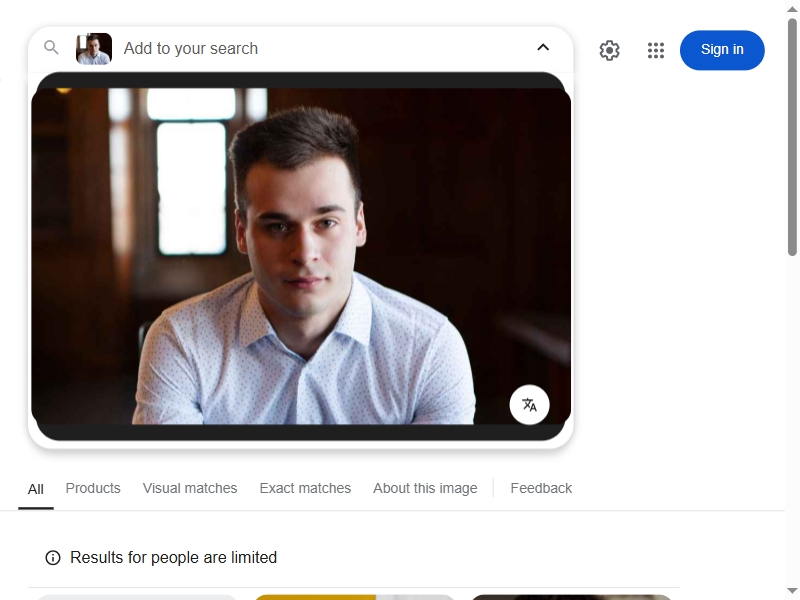 Add to your search
Sign in
All
Products
Visual matches
Exact matches
About this image
Feedback
Results for people are limited